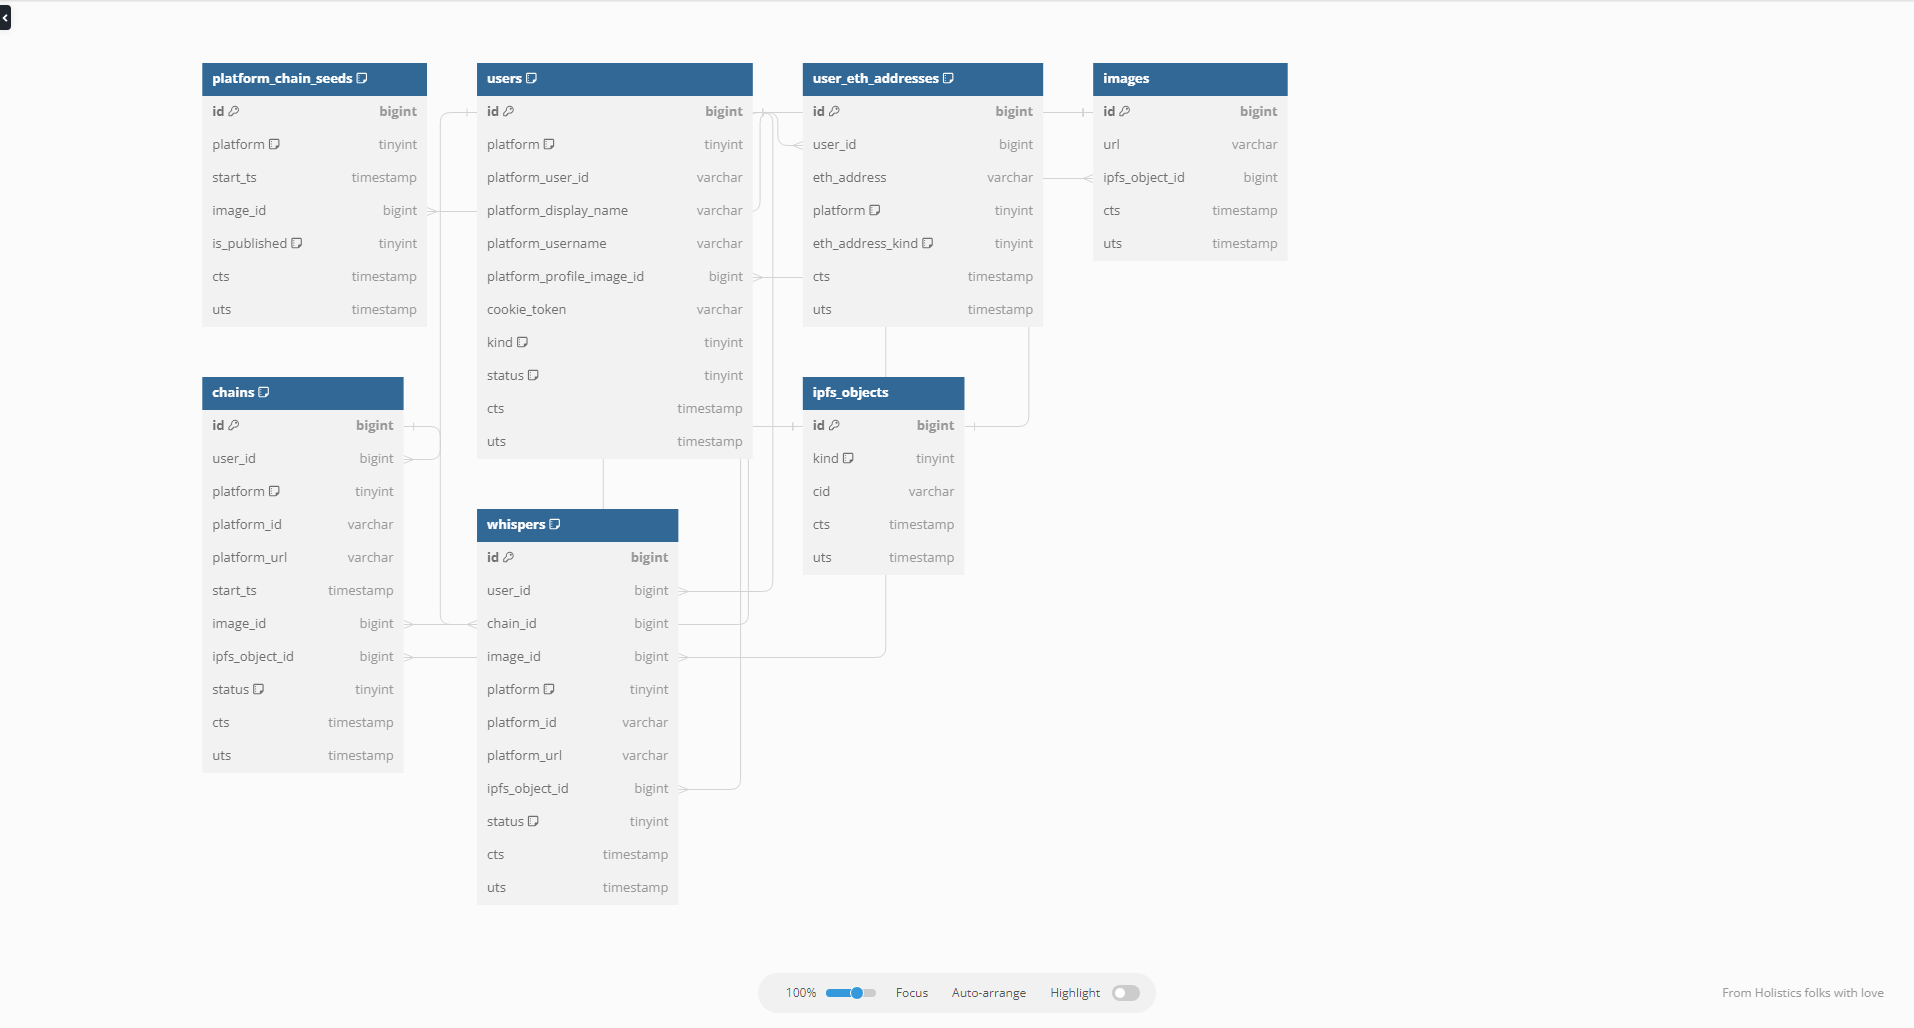 platform_chain_seeds
id bigint
platform tinyint
start_ts timestamp
image_id bigint
is_published tinyint
cts timestamp
uts timestamp
users
id bigint
platform tinyint
platform_user_id varchar
platform_display_name varchar
platform_username varchar
platform_profile_image_id bigint
cookie_token varchar
kind tinyint
status tinyint
cts timestamp
uts timestamp
user_eth_addresses
id bigint
user_id bigint
eth_address varchar
platform tinyint
eth_address_kind tinyint
cts timestamp
uts timestamp
images
id bigint
url varchar
ipfs_object_id bigint
cts timestamp
uts timestamp
chains
id bigint
user_id bigint
platform tinyint
platform_id varchar
platform_url varchar
start_ts timestamp
image_id bigint
ipfs_object_id bigint
status tinyint
cts timestamp
uts timestamp
whispers
id bigint
user_id bigint
chain_id bigint
image_id bigint
platform tinyint
platform_id varchar
platform_url varchar
ipfs_object_id bigint
status tinyint
cts timestamp
uts timestamp
ipfs_objects
id bigint
kind tinyint
cid varchar
cts timestamp
uts timestamp
100% Focus Auto-arrange Highlight
From Holistics folks with love